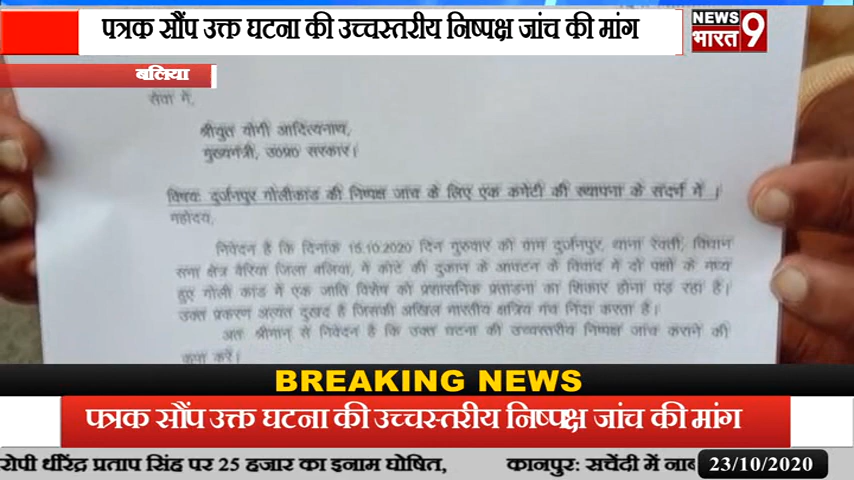 पत्रक सौंप उक्त घटना की उच्चस्तरीय निष्पक्ष जांच की मांग
NEWS
भारत 9
बलिया
सेवा में,
श्रीयुत योगी आदित्यनाथ,
मुख्यमंत्री, उ०प्र० सरकार।
विषय: दुर्जनपुर गोलीकांड की निष्पक्ष जांच के लिए एक कमेटी की स्थापना के संदर्भ में ।
महोदय,
निवेदन है कि दिनांक 15.10.2020 दिन गुरुवार को ग्राम दुर्जनपुर, थाना रेवती, विधान
सभा क्षेत्र बैरिया जिला बलिया, में कोटे की दुकान के आवंटन के विवाद में दो पक्षों के मध्य
हुए गोली कांड में एक जाति विशेष को प्रशासनिक प्रताडना का शिकार होना पड़ रहा है।
उक्त प्रकरण अत्यंत दुखद है जिसकी अखिल भारतीय क्षत्रिय मंच निंदा करता है।
अतः श्रीमान् से निवेदन है कि उक्त घटना की उच्चस्तरीय निष्पक्ष जांच कराने की
कृपा करें।
BREAKING NEWS
पत्रक सौंप उक्त घटना की उच्चस्तरीय निष्पक्ष जांच की मांग
रोपी धीरेंद्र प्रताप सिंह पर 25 हजार का इनाम घोषित, कानपुर: सचेंडी में नाब
23/10/2020